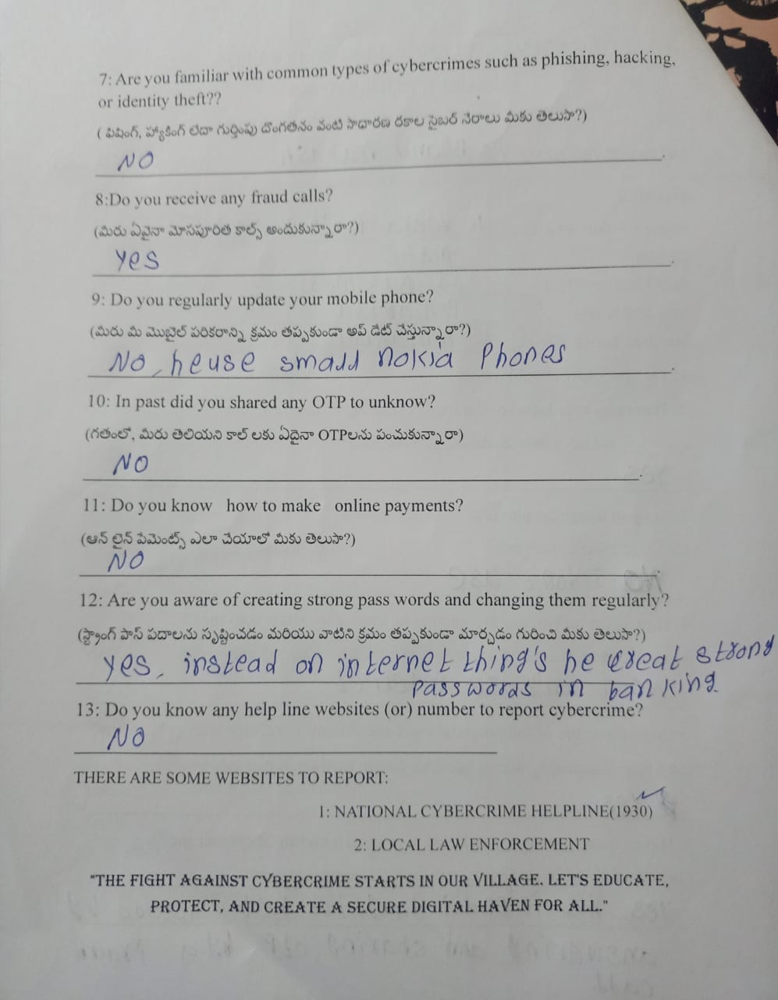 7: Are you familiar with common types of cybercrimes such as phishing, hacking,
or identity theft??
( ఫిషింగ్, హ్యాకింగ్ లేదా గుర్తింపు దొంగతనం వంటి సాధారణ రకాల సైబర్ నేరాలు మీకు తెలుసా?)
NO
8:Do you receive any fraud calls?
(మీరు ఏవైనా మోసపూరిత కాల్స్ అందుకున్నారా?)
Yes
9: Do you regularly update your mobile phone?
(మీరు మీ మొబైల్ పరికరాన్ని క్రమం తప్పకుండా అప్ డేట్ చేస్తున్నారా?)
No, he use small nokia Phones
10: In past did you shared any OTP to unknow?
(గతంలో, మీరు తెలియని కాల్ లకు ఏదైనా OTPలను పంచుకున్నారా)
NO
11: Do you know how to make online payments?
(ఆన్ లైన్ పేమెంట్స్ ఎలా చేయాలో మీకు తెలుసా?)
NO
12: Are you aware of creating strong pass words and changing them regularly?
(స్ట్రాంగ్ పాస్ పదాలను సృష్టించడం మరియు వాటిని క్రమం తప్పకుండా మార్చడం గురించి మీకు తెలుసా?)
yes, instead on internet thing's he creat strong
passwords in banking
13: Do you know any help line websites (or) number to report cybercrime?
NO
THERE ARE SOME WEBSITES TO REPORT:
1: NATIONAL CYBERCRIME HELPLINE(1930)
2: LOCAL LAW ENFORCEMENT
"THE FIGHT AGAINST CYBERCRIME STARTS IN OUR VILLAGE. LET'S EDUCATE,
PROTECT, AND CREATE A SECURE DIGITAL HAVEN FOR ALL."